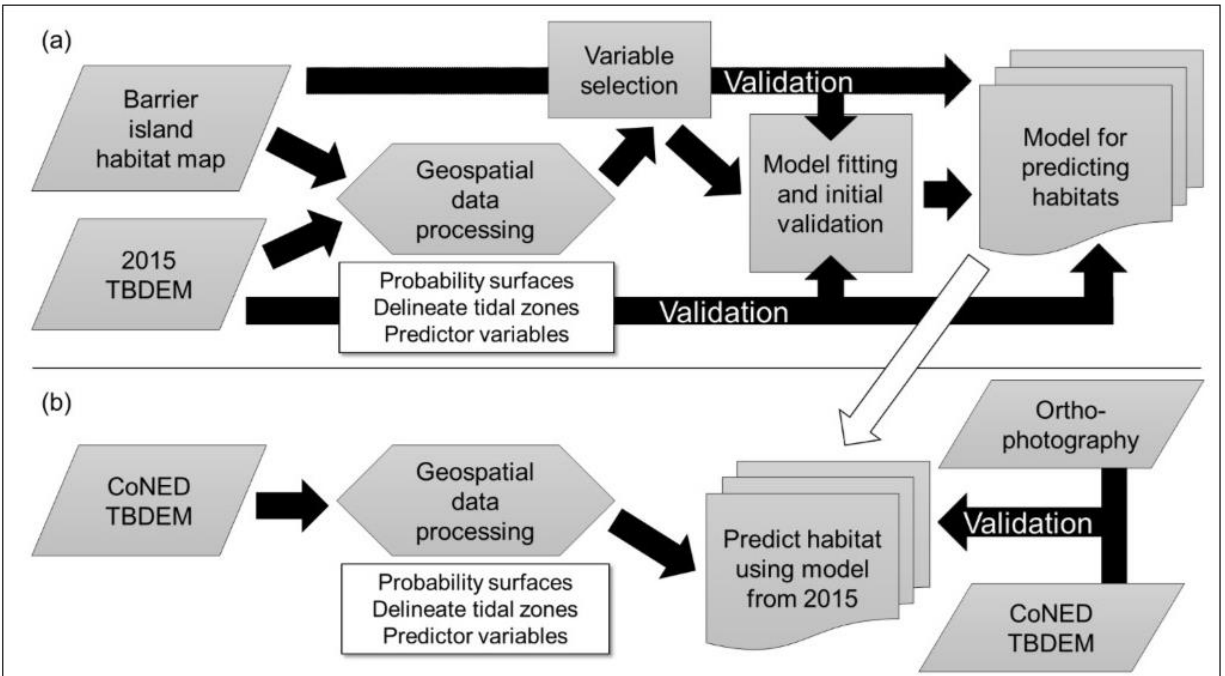 (a)
Barrier
island
habitat map
2015
TBDEM
Geospatial
data
processing
Probability surfaces
Delineate tidal zones
Predictor variables
Variable
selection
Validation
Model fitting
and initial
validation
Validation
Model for
predicting
habitats
(b)
CoNED
TBDEM
Geospatial
data
processing
Probability surfaces
Delineate tidal zones
Predictor variables
Predict habitat
using model
from 2015
Validation
Ortho-
photography
CoNED
TBDEM